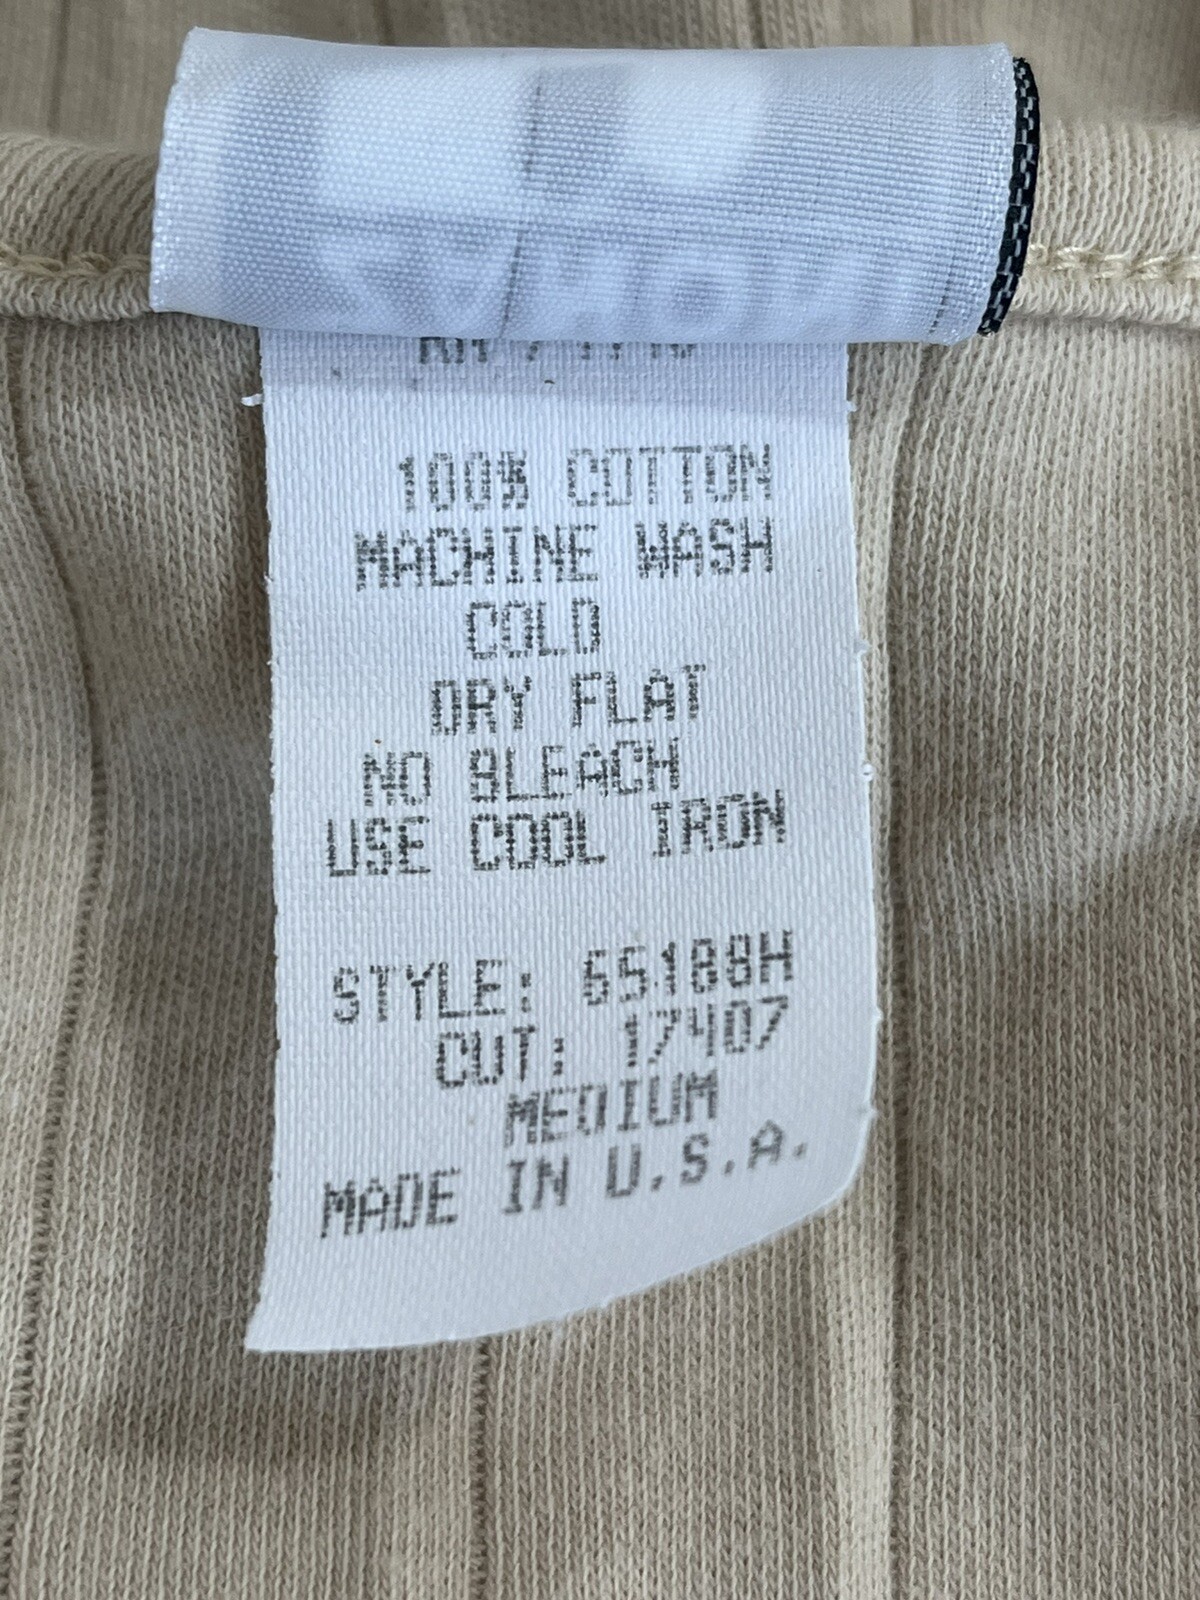 100% COTTON
MACHINE WASH
COLD
DRY FLAT
NO BLEACH
USE COOL IRON
STYLE: 65188H
CUT: 17407
MEDIUM
MADE IN U.S.A.